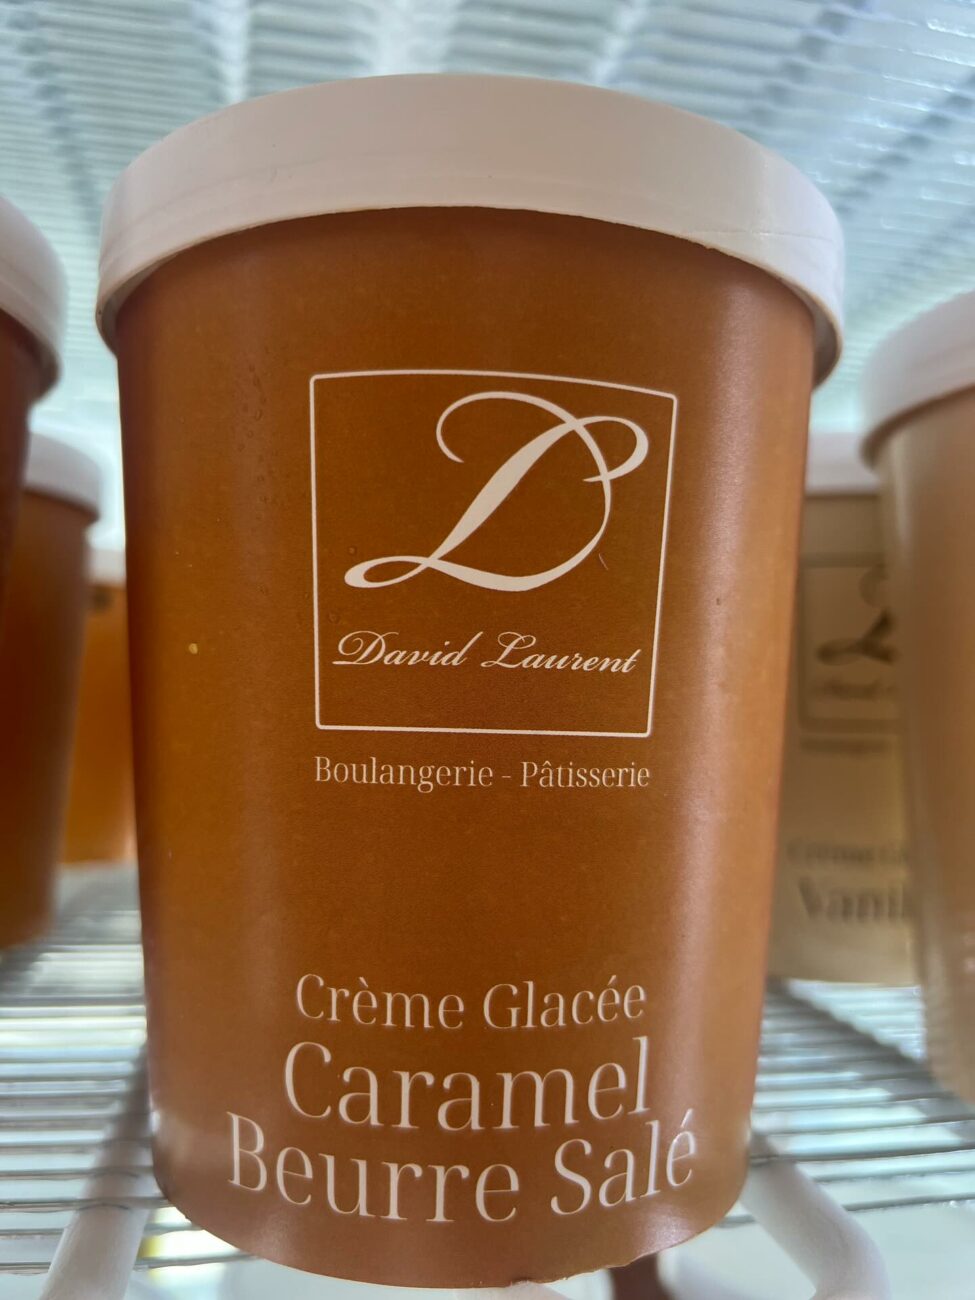 D
David Laurent
Boulangerie - Pâtisserie
Crème Glacée
Caramel
Beurre Salé